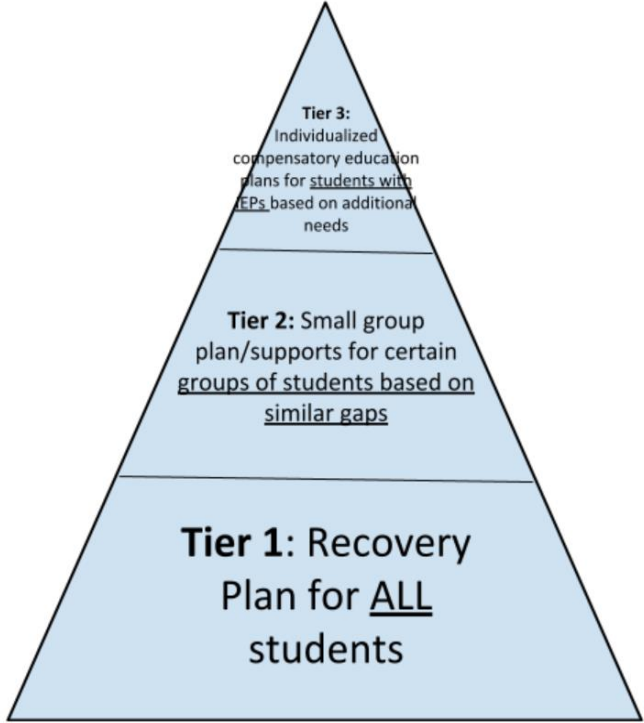 Tier 3:
Individualized
compensatory education
plans for students with
IEPs based on additional
needs
Tier 2: Small group
plan/supports for certain
groups of students based on
similar gaps
Tier 1: Recovery
Plan for ALL
students